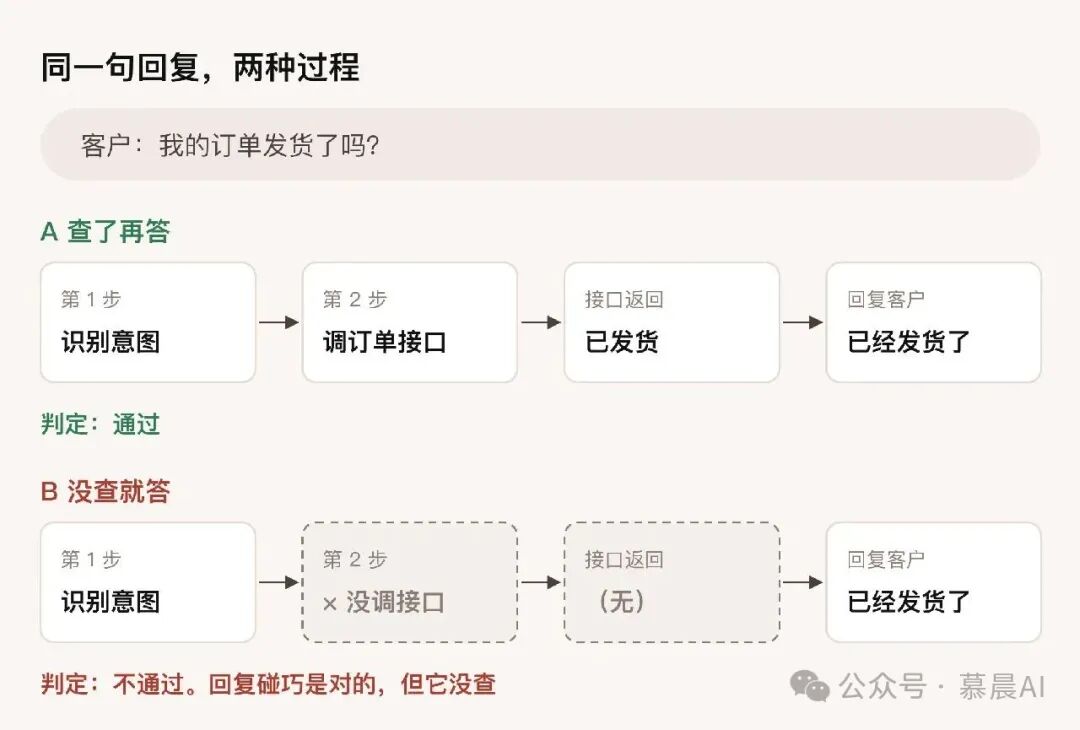 同一句回复，两种过程
客户：我的订单发货了吗？
A 查了再答
第 1 步
识别意图
第 2 步
调订单接口
接口返回
已发货
回复客户
已经发货了
判定：通过
B 没查就答
第 1 步
识别意图
第 2 步
× 没调接口
接口返回
（无）
回复客户
已经发货了
判定：不通过。回复碰巧是对的，但它没查
公众号 · 慕晨AI